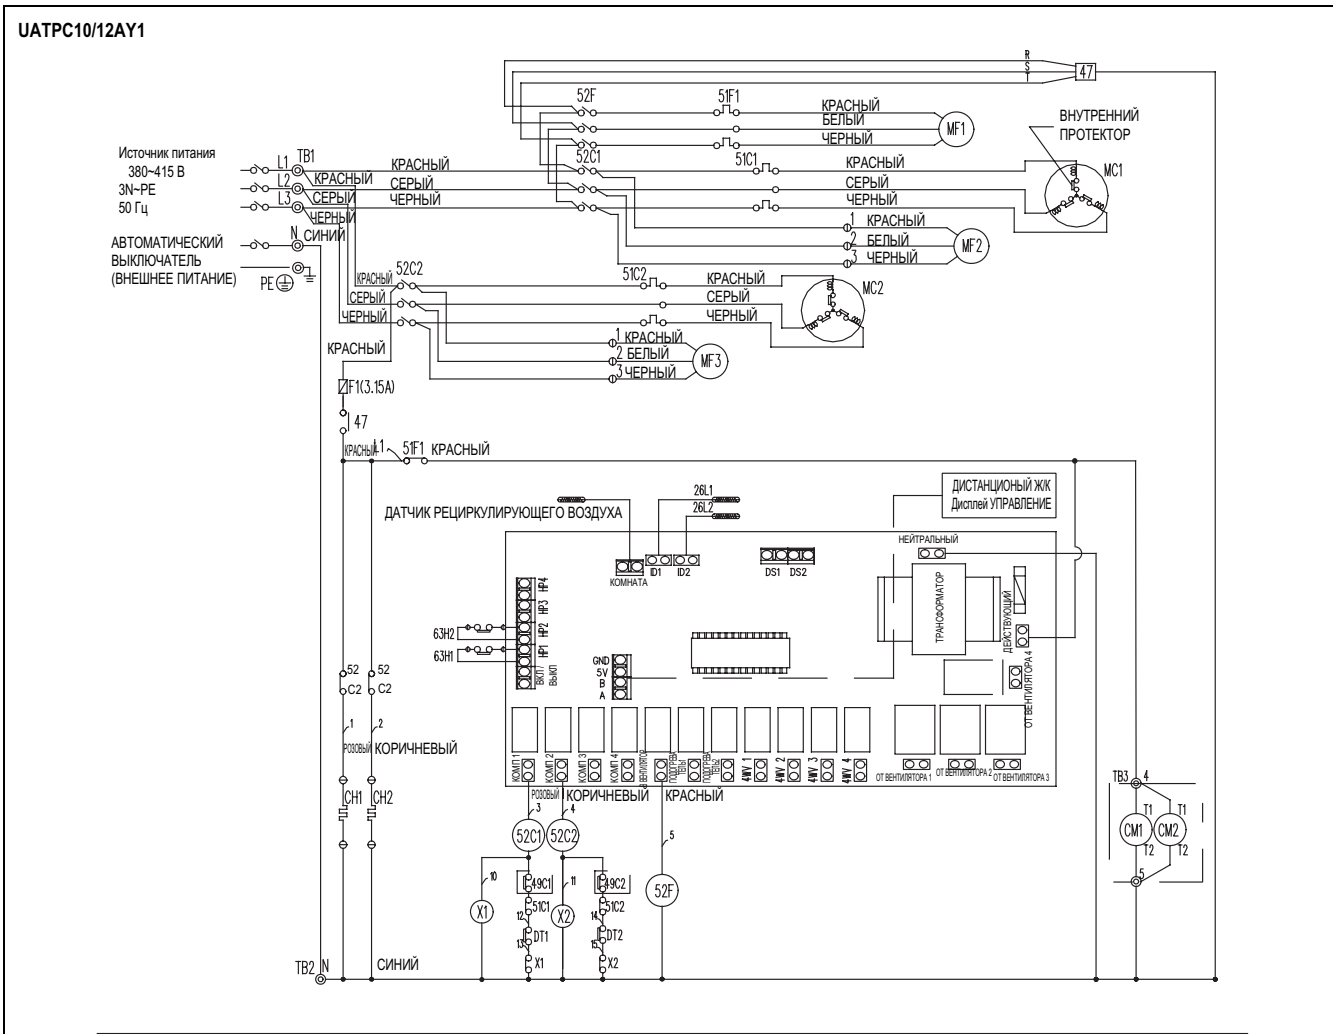 UATPC10/12AY1
R
S
T
47
52F
51F1
КРАСНЫЙ
БЕЛЫЙ
ЧЕРНЫЙ
MF1
ВНУТРЕННИЙ
ПРОТЕКТОР
Источник питания
380~415 В
3N~PE
50 Гц
L1
TB1
L2
L3
КРАСНЫЙ
СЕРЫЙ
ЧЕРНЫЙ
КРАСНЫЙ
СЕРЫЙ
ЧЕРНЫЙ
52C1
51C1
КРАСНЫЙ
СЕРЫЙ
ЧЕРНЫЙ
MC1
АВТОМАТИЧЕСКИЙ
ВЫКЛЮЧАТЕЛЬ
(ВНЕШНЕЕ ПИТАНИЕ)
N
СИНИЙ
PE
1 КРАСНЫЙ
2 БЕЛЫЙ
3 ЧЕРНЫЙ
MF2
КРАСНЫЙ
СЕРЫЙ
ЧЕРНЫЙ
52C2
51C2
КРАСНЫЙ
СЕРЫЙ
ЧЕРНЫЙ
MC2
1 КРАСНЫЙ
2 БЕЛЫЙ
3 ЧЕРНЫЙ
MF3
КРАСНЫЙ
F1(3.15A)
47
КРАСНЫЙ
L1
51F1
КРАСНЫЙ
ДАТЧИК РЕЦИРКУЛИРУЮЩЕГО ВОЗДУХА
26L1
26L2
ДИСТАНЦИОНЫЙ Ж/К
Дисплей УПРАВЛЕНИЕ
НЕЙТРАЛЬНЫЙ
КОМНАТА
ID1
ID2
DS1
DS2
ТРАНСФОРМАТОР
ДЕЙСТВУЮЩИЙ
HP4
HP3
HP2
HP1
ВКЛ /
ВЫКЛ
63H2
63H1
GND
5V
B
A
ОТ ВЕНТИЛЯТОРА 4
52
C2
52
C2
1
2
РОЗОВЫЙ
КОРИЧНЕВЫЙ
CH1
CH2
КОМП 1
КОМП 2
КОМП 3
КОМП 4
4WV 1
4WV 2
4WV 3
4WV 4
ОТ ВЕНТИЛЯТОРА 1
ОТ ВЕНТИЛЯТОРА 2
ОТ ВЕНТИЛЯТОРА 3
РОЗОВЫЙ
КОРИЧНЕВЫЙ
КРАСНЫЙ
3
4
5
52C1
52C2
52F
10
49C1
11
49C2
X1
51C1
X2
51C2
12
14
DT1
DT2
13
15
X1
X2
TB3
4
T1
T1
CM1
CM2
T2
T2
5
TB2
N
СИНИЙ